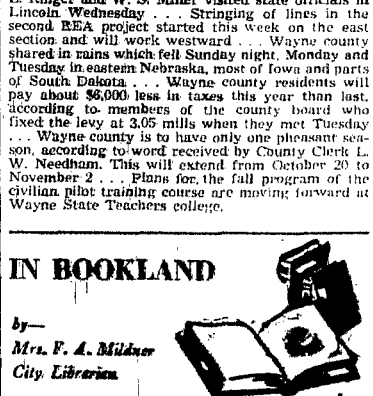 L. Ringer and W. S. Miller visited state officials in
Lincoln Wednesday . . . Stringing of lines in the
second REA project started this week on the east
section and will work westward . . . Wayne county
shared in rains which fell Sunday night, Monday and
Tuesday in eastern Nebraska, most of Iowa and parts
of South Dakota . . . Wayne county residents will
pay about $6,000 less in taxes this year than last,
according to members of the county board who
fixed the levy at 3.05 mills when they met Tuesday
. . . Wayne county is to have only one pheasant sea-
son, according to word received by County Clerk L.
W. Needham. This will extend from October 20 to
November 2 . . . Plans for the fall program of the
civilian pilot training course are moving forward at
Wayne State Teachers college.
IN BOOKLAND
by—
Mrs. F. A. Mildner
City Librarian